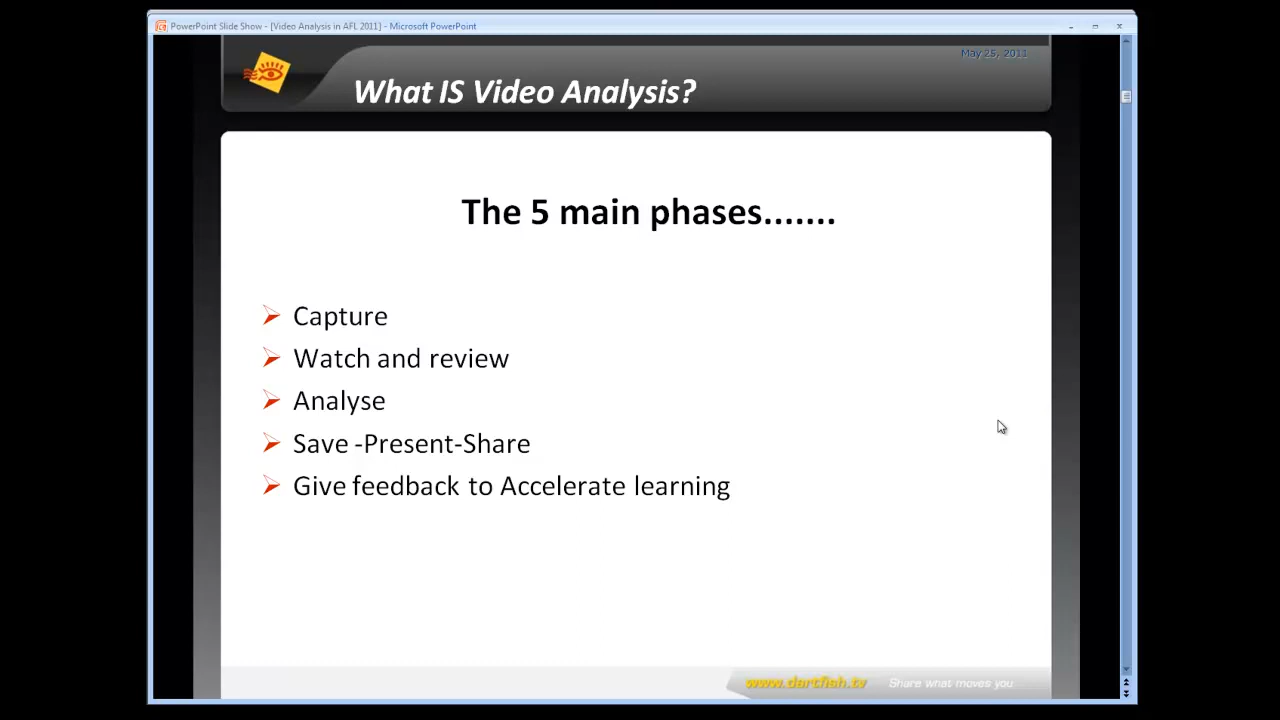 PowerPoint Slide Show - [Video Analysis in AFL 2011] - Microsoft PowerPoint
May 25, 2011
What IS Video Analysis?
The 5 main phases.......
Capture
Watch and review
Analyse
Save -Present-Share
Give feedback to Accelerate learning
www.dartfish.tv Share what moves you